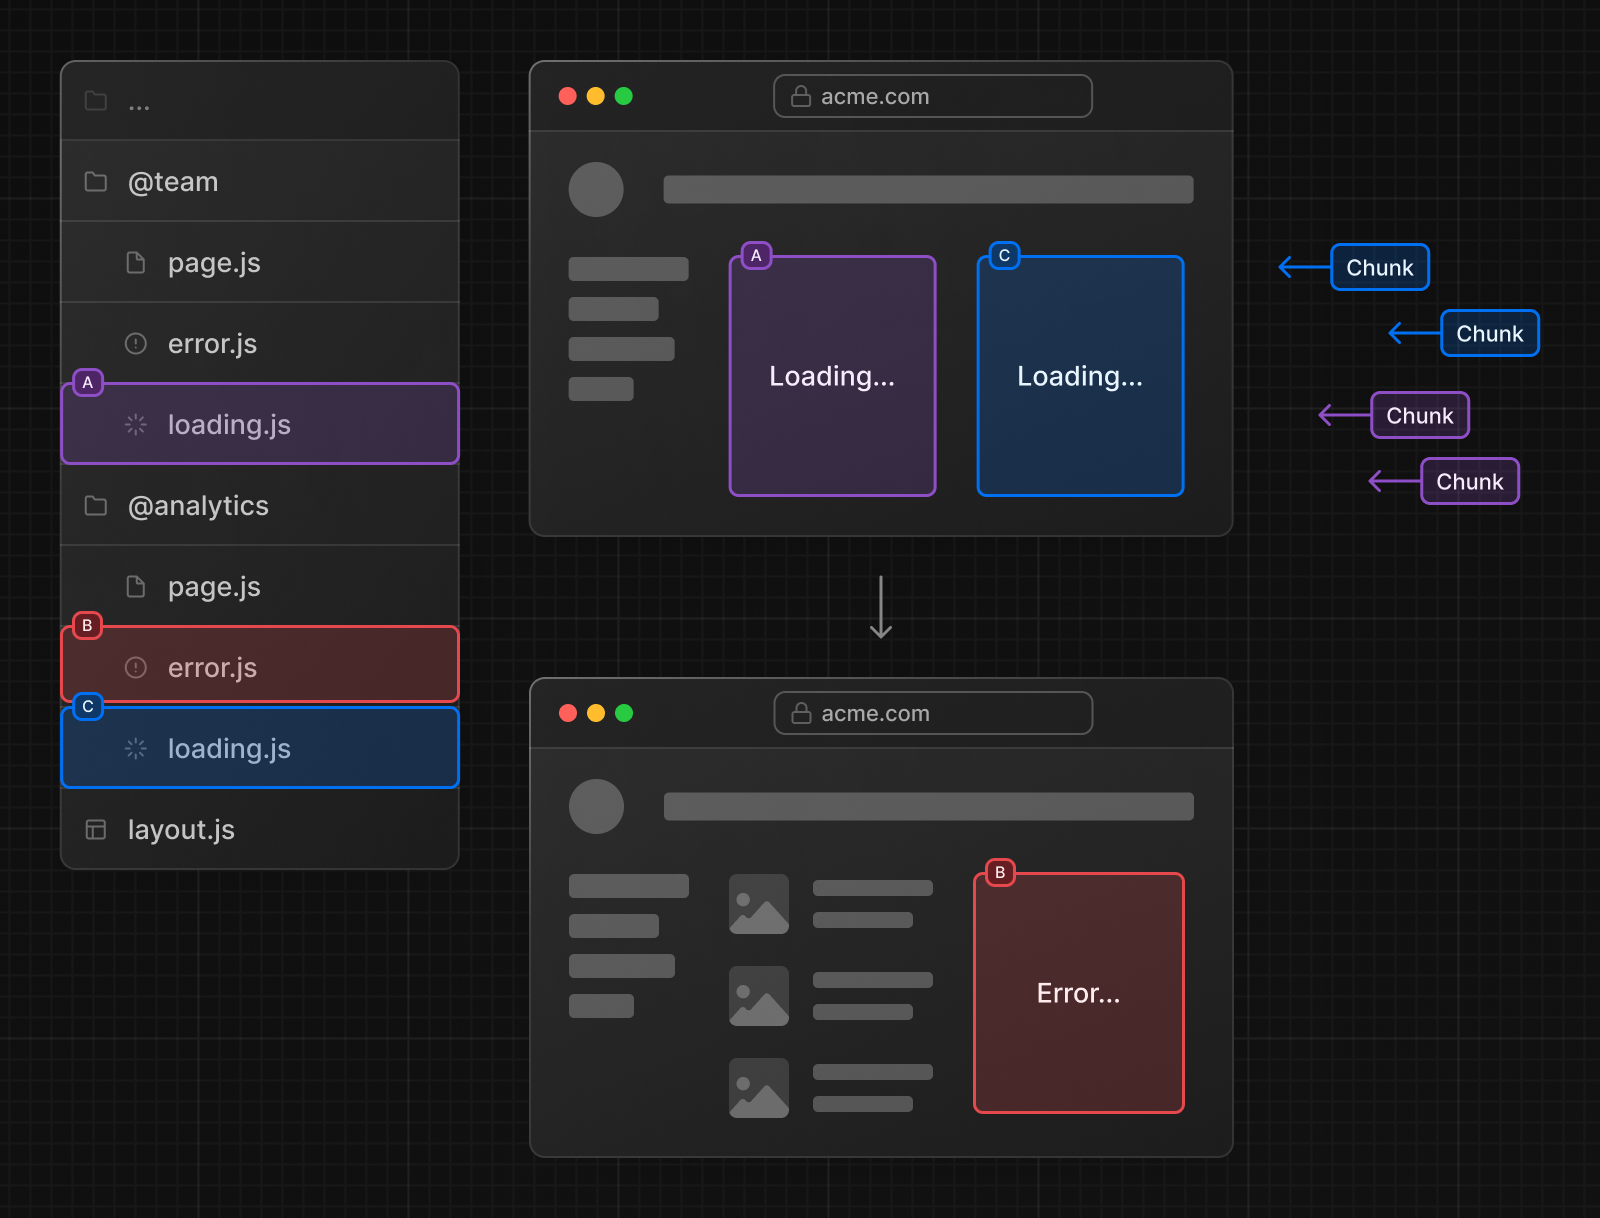 ...
@team
page.js
error.js
A
loading.js
@analytics
page.js
B
error.js
C
loading.js
layout.js
acme.com
A
Loading...
C
Loading...
Chunk
Chunk
Chunk
Chunk
acme.com
B
Error...